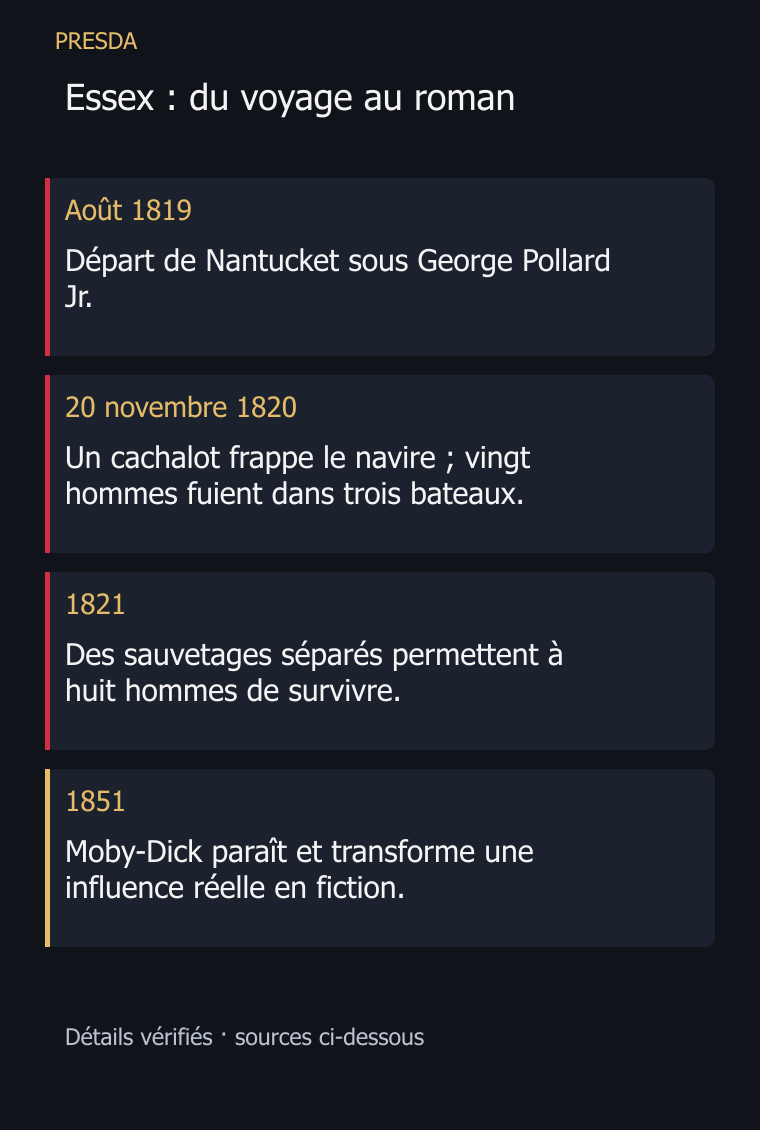 PRESDA
Essex : du voyage au roman
Août 1819
Départ de Nantucket sous George Pollard
Jr.
20 novembre 1820
Un cachalot frappe le navire ; vingt
hommes fuient dans trois bateaux.
1821
Des sauvetages séparés permettent à
huit hommes de survivre.
1851
Moby-Dick paraît et transforme une
influence réelle en fiction.
Détails vérifiés · sources ci-dessous